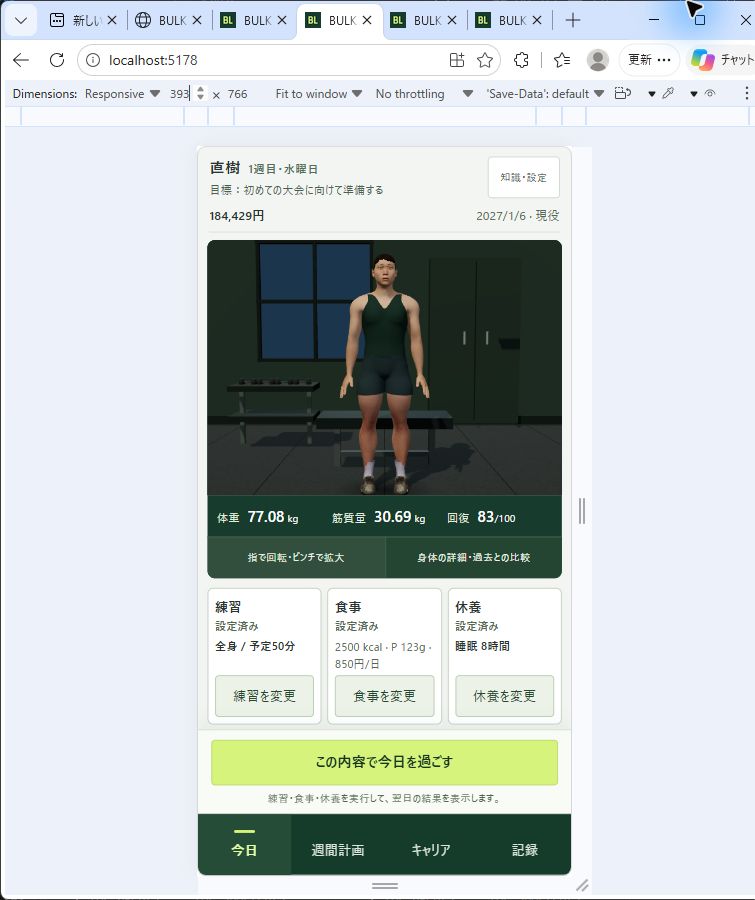 新しい
BULK
BL BULK
BL BULK
BL BULK
BL BULK
localhost:5178
更新
チャット
Dimensions: Responsive 393 × 766 Fit to window No throttling 'Save-Data': default
直樹 1週目・水曜日
目標：初めての大会に向けて準備する
知識・設定
184,429円
2027/1/6・現役
体重 77.08 kg 筋質量 30.69 kg 回復 83/100
指で回転・ピンチで拡大
身体の詳細・過去との比較
練習
設定済み
全身 / 予定50分
練習を変更
食事
設定済み
2500 kcal · P 123g ·
850円/日
食事を変更
休養
設定済み
睡眠 8時間
休養を変更
この内容で今日を過ごす
練習・食事・休養を実行して、翌日の結果を表示します。
今日
週間計画
キャリア
記録